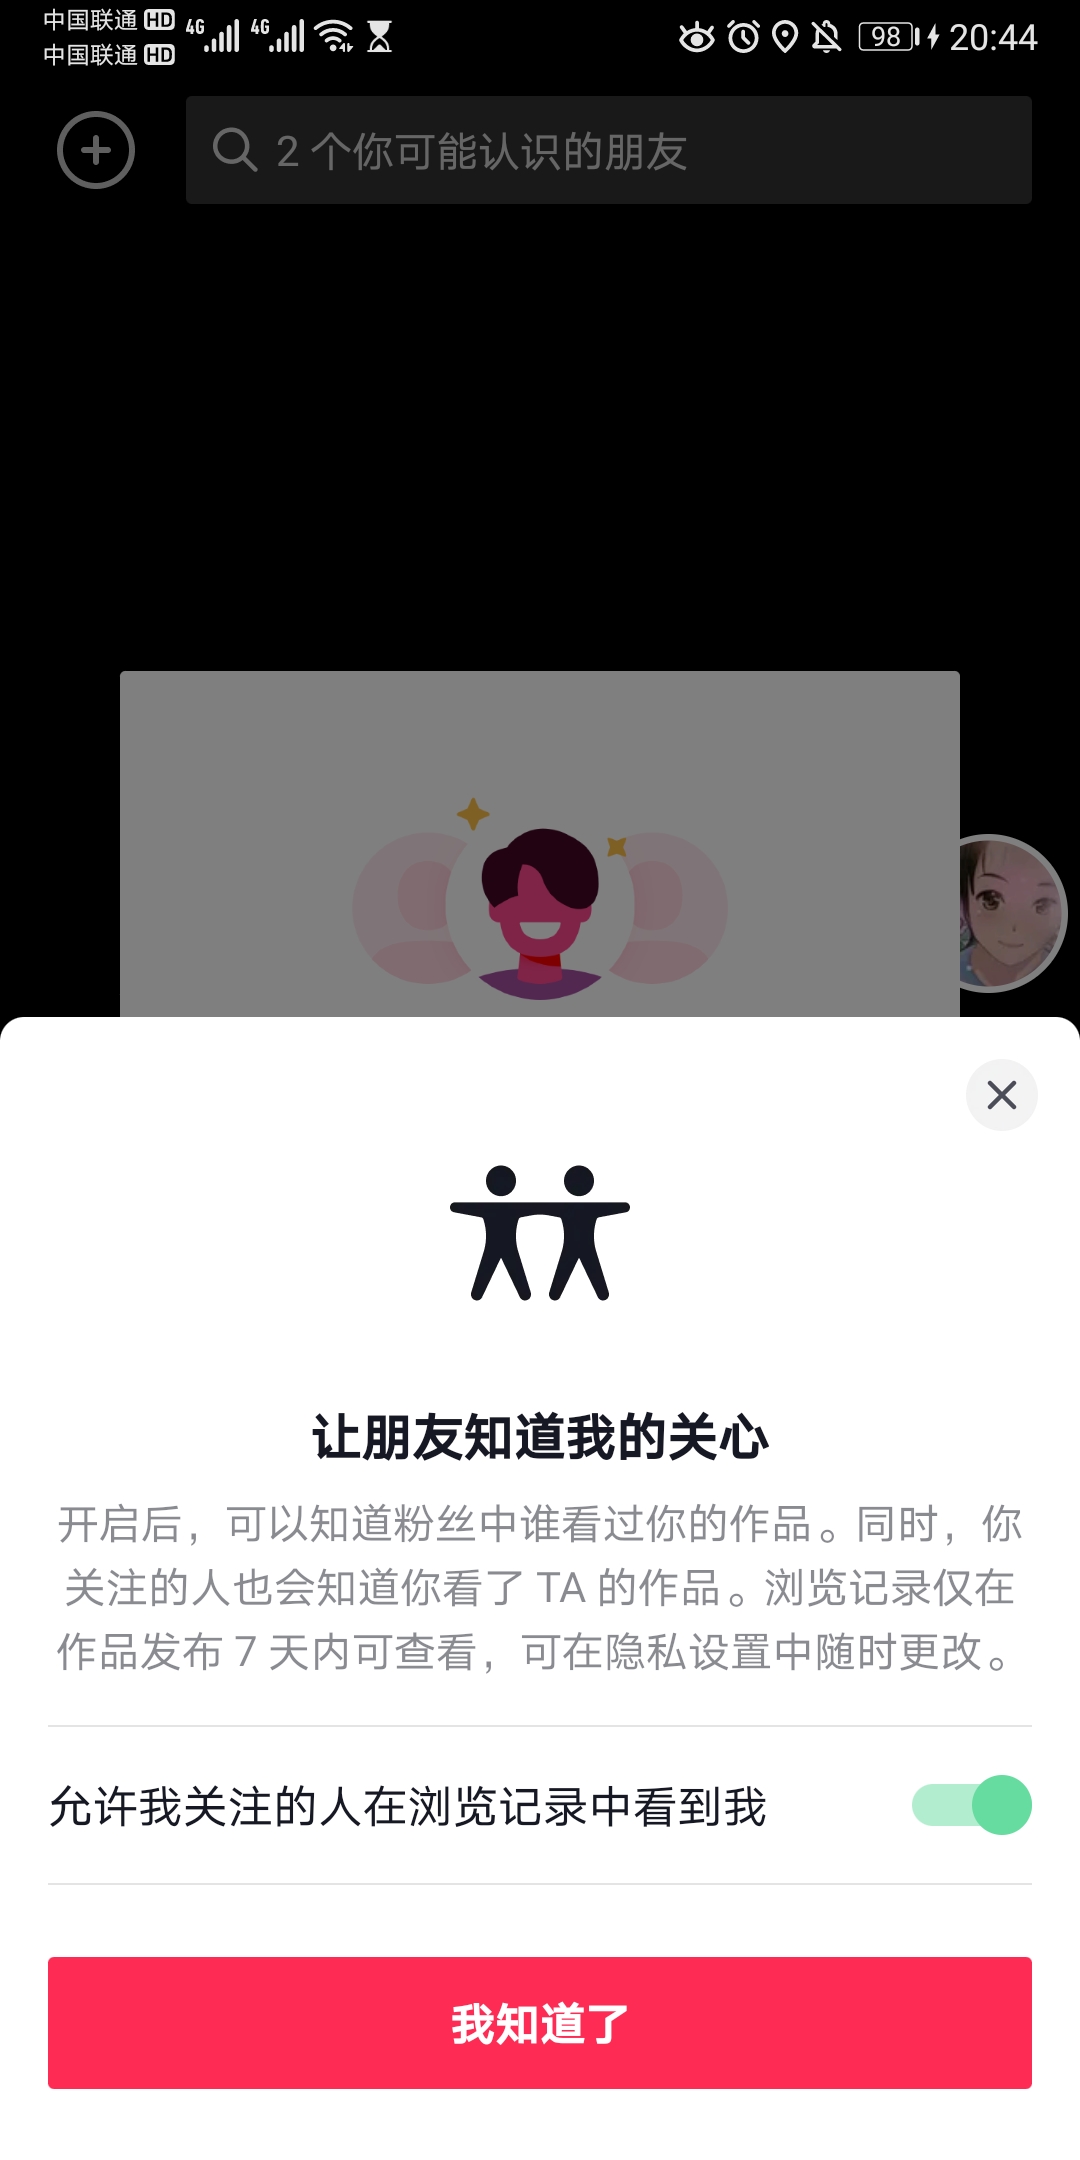 中国联通 HD 4G 4G
中国联通 HD
98 20:44
2 个你可能认识的朋友
让朋友知道我的关心
开启后，可以知道粉丝中谁看过你的作品。同时，你
关注的人也会知道你看了 TA 的作品。浏览记录仅在
作品发布 7 天内可查看，可在隐私设置中随时更改。
允许我关注的人在浏览记录中看到我
我知道了